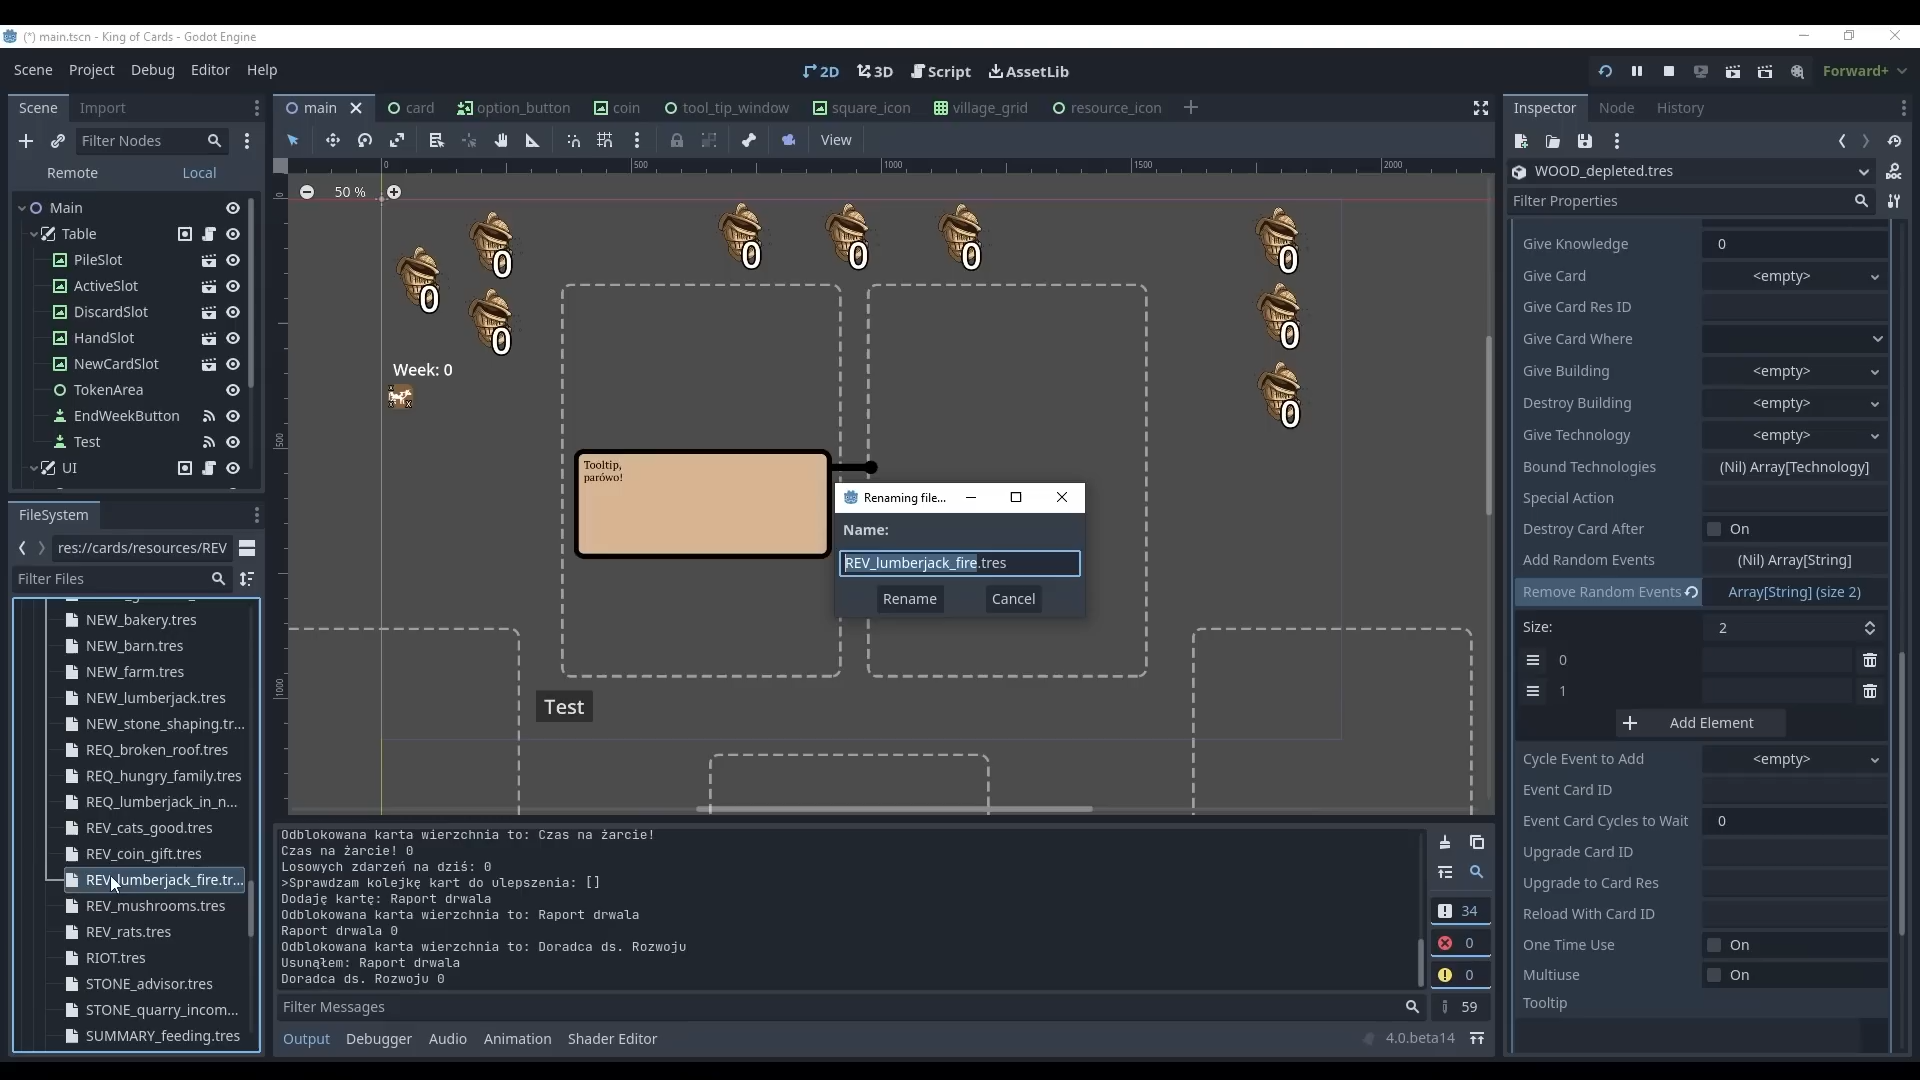 (*) main.tscn - King of Cards - Godot Engine
Scene Project Debug Editor Help
2D 3D Script AssetLib
Forward+
Scene Import
Filter Nodes
Remote Local
Main
Table
PileSlot
ActiveSlot
DiscardSlot
HandSlot
NewCardSlot
TokenArea
EndWeekButton
Test
UI
FileSystem
res://cards/resources/REV
Filter Files
NEW_bakery.tres
NEW_barn.tres
NEW_farm.tres
NEW_lumberjack.tres
NEW_stone_shaping.tr...
REQ_broken_roof.tres
REQ_hungry_family.tres
REQ_lumberjack_in_n...
REV_cats_good.tres
REV_coin_gift.tres
REV_lumberjack_fire.tr...
REV_mushrooms.tres
REV_rats.tres
RIOT.tres
STONE_advisor.tres
STONE_quarry_incom...
SUMMARY_feeding.tres
main card option_button coin tool_tip_window square_icon village_grid resource_icon
View
0 500 1000 1500 2000
0
500
1000
50 %
0 0 0 0 0 0
0 0 0
0
Week: 0
Tooltip,
parówo!
Test
Renaming file...
Name:
REV_lumberjack_fire.tres
Rename Cancel
Odblokowana karta wierzchnia to: Czas na żarcie!
Czas na żarcie! 0
Losowych zdarzeń na dziś: 0
>Sprawdzam kolejkę kart do ulepszenia: []
Dodaję kartę: Raport drwala
Odblokowana karta wierzchnia to: Raport drwala
Raport drwala 0
Odblokowana karta wierzchnia to: Doradca ds. Rozwoju
Usunąłem: Raport drwala
Doradca ds. Rozwoju 0
34
0
0
59
Filter Messages
Output Debugger Audio Animation Shader Editor
4.0.beta14
Inspector Node History
WOOD_depleted.tres
Filter Properties
Give Knowledge 0
Give Card <empty>
Give Card Res ID
Give Card Where
Give Building <empty>
Destroy Building <empty>
Give Technology <empty>
Bound Technologies (Nil) Array[Technology]
Special Action
Destroy Card After On
Add Random Events (Nil) Array[String]
Remove Random Events Array[String] (size 2)
Size: 2
0
1
Add Element
Cycle Event to Add <empty>
Event Card ID
Event Card Cycles to Wait 0
Upgrade Card ID
Upgrade to Card Res
Reload With Card ID
One Time Use On
Multiuse On
Tooltip